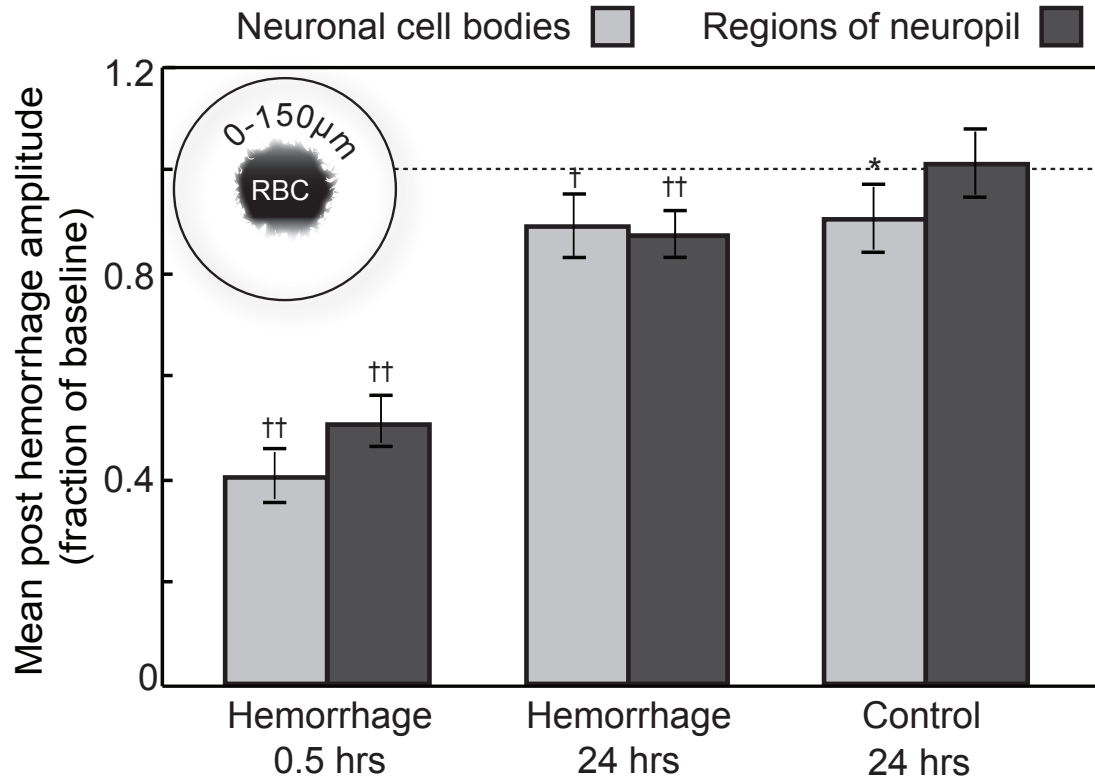 Neuronal cell bodies
Regions of neuropil
Mean post hemorrhage amplitude
(fraction of baseline)
1.2
0.8
0.4
0
0-150µm
RBC
††
††
†
††
*
Hemorrhage
0.5 hrs
Hemorrhage
24 hrs
Control
24 hrs